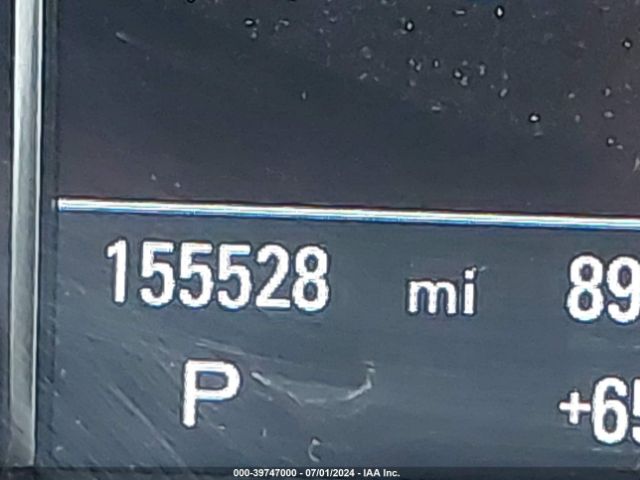 155528 mi 89
P +65
000-39747000 - 07/01/2024 - IAA Inc.